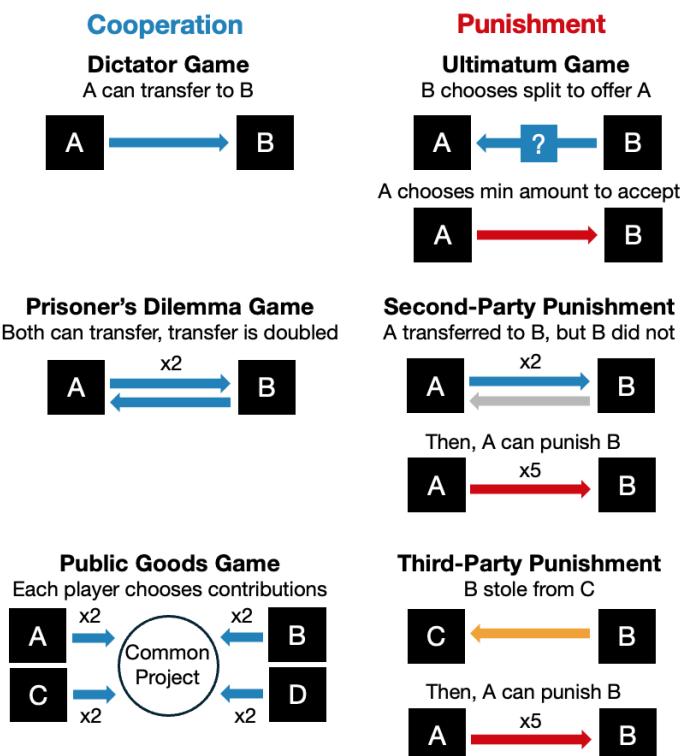 Cooperation
Dictator Game
A can transfer to B
A
B
Prisoner's Dilemma Game
Both can transfer, transfer is doubled
x2
A
B
Public Goods Game
Each player chooses contributions
x2
x2
A
B
Common
Project
C
D
x2
x2
Punishment
Ultimatum Game
B chooses split to offer A
A
?
B
A chooses min amount to accept
A
B
Second-Party Punishment
A transferred to B, but B did not
x2
A
B
Then, A can punish B
x5
A
B
Third-Party Punishment
B stole from C
C
B
Then, A can punish B
x5
A
B